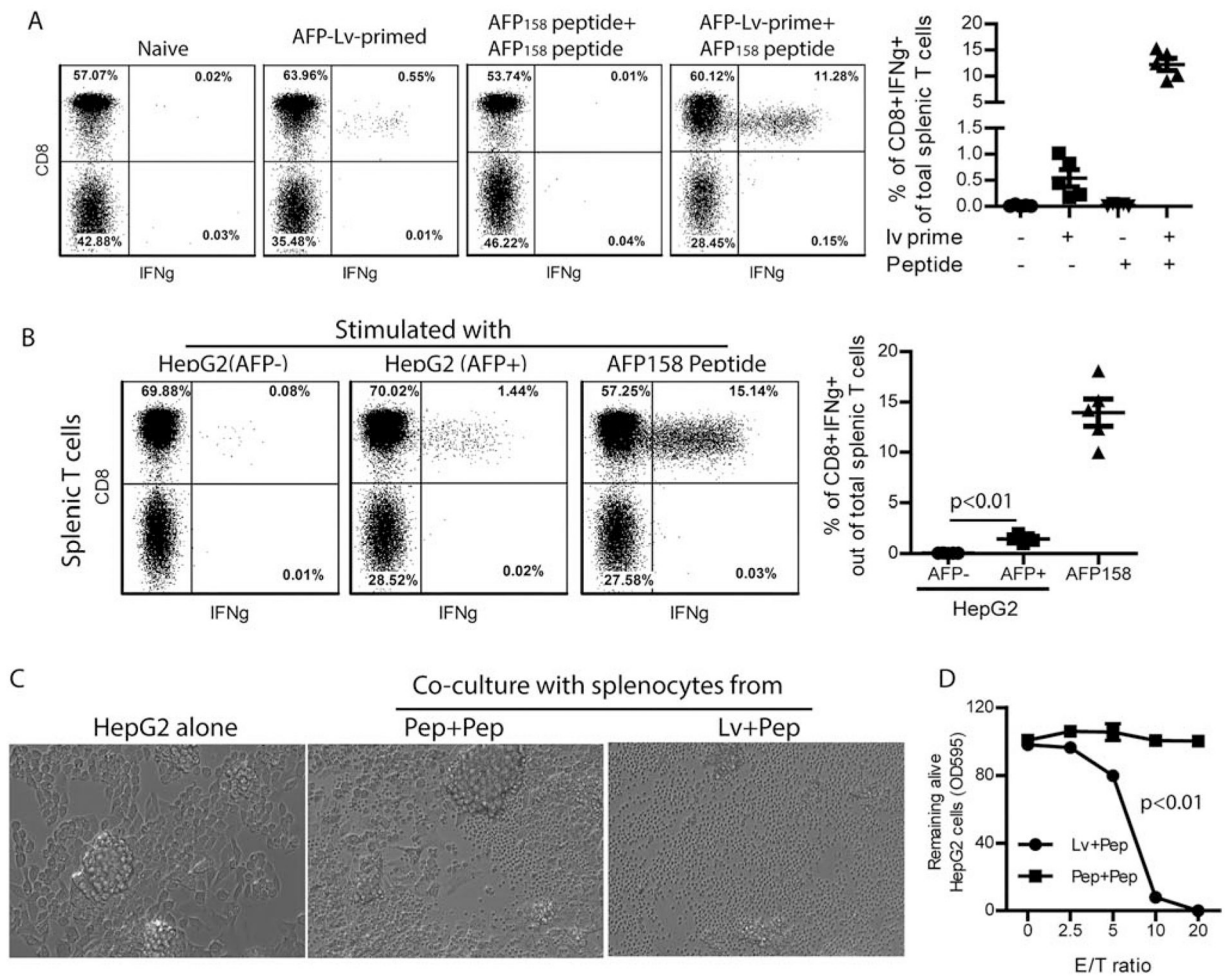 A
Naive
AFP-Lv-primed
AFP158 peptide+
AFP158 peptide
AFP-Lv-prime+
AFP158 peptide
57.07%
0.02%
63.96%
0.55%
53.74%
0.01%
60.12%
11.28%
CD8
42.88%
0.03%
35.48%
0.01%
46.22%
0.04%
28.45%
0.15%
IFNg
IFNg
IFNg
IFNg
% of CD8+IFNg+
of toal splenic T cells
20
15
10
5
1.5
1.0
0.5
0.0
lv prime
- + - +
Peptide
- - + +
B
Stimulated with
HepG2(AFP-)
HepG2 (AFP+)
AFP158 Peptide
69.88%
0.08%
70.02%
1.44%
57.25%
15.14%
Splenic T cells
CD8
0.01%
28.52%
0.02%
27.58%
0.03%
IFNg
IFNg
IFNg
% of CD8+IFNg+
out of total splenic T cells
20
15
10
5
0
p<0.01
AFP-
AFP+
AFP158
HepG2
C
Co-culture with splenocytes from
HepG2 alone
Pep+Pep
Lv+Pep
D
Remaining alive
HepG2 cells (OD595)
120
80
40
0
p<0.01
Lv+Pep
Pep+Pep
0 2.5 5 10 20
E/T ratio